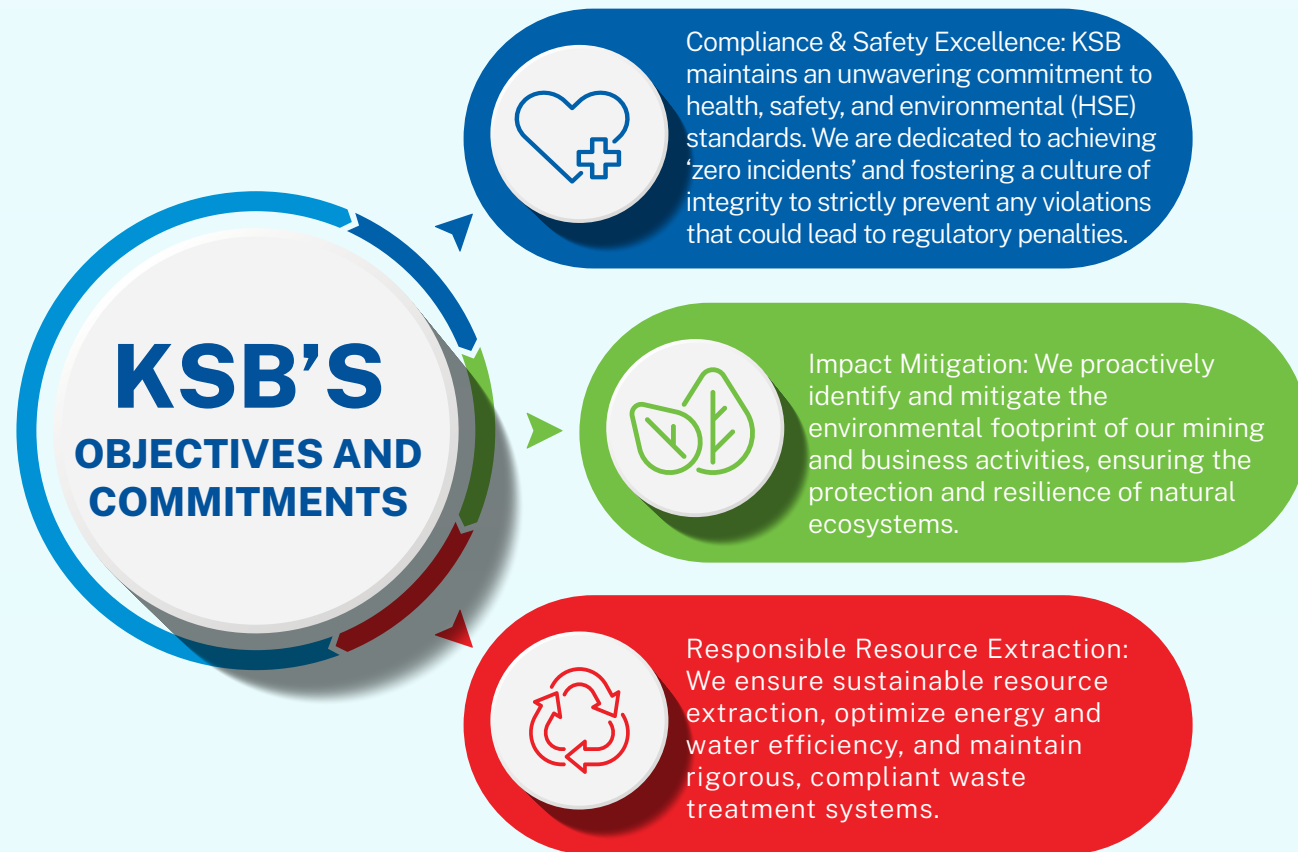 KSB’S
OBJECTIVES AND
COMMITMENTS
Compliance & Safety Excellence: KSB
maintains an unwavering commitment to
health, safety, and environmental (HSE)
standards. We are dedicated to achieving
‘zero incidents’ and fostering a culture of
integrity to strictly prevent any violations
that could lead to regulatory penalties.
Impact Mitigation: We proactively
identify and mitigate the
environmental footprint of our mining
and business activities, ensuring the
protection and resilience of natural
ecosystems.
Responsible Resource Extraction:
We ensure sustainable resource
extraction, optimize energy and
water efficiency, and maintain
rigorous, compliant waste
treatment systems.